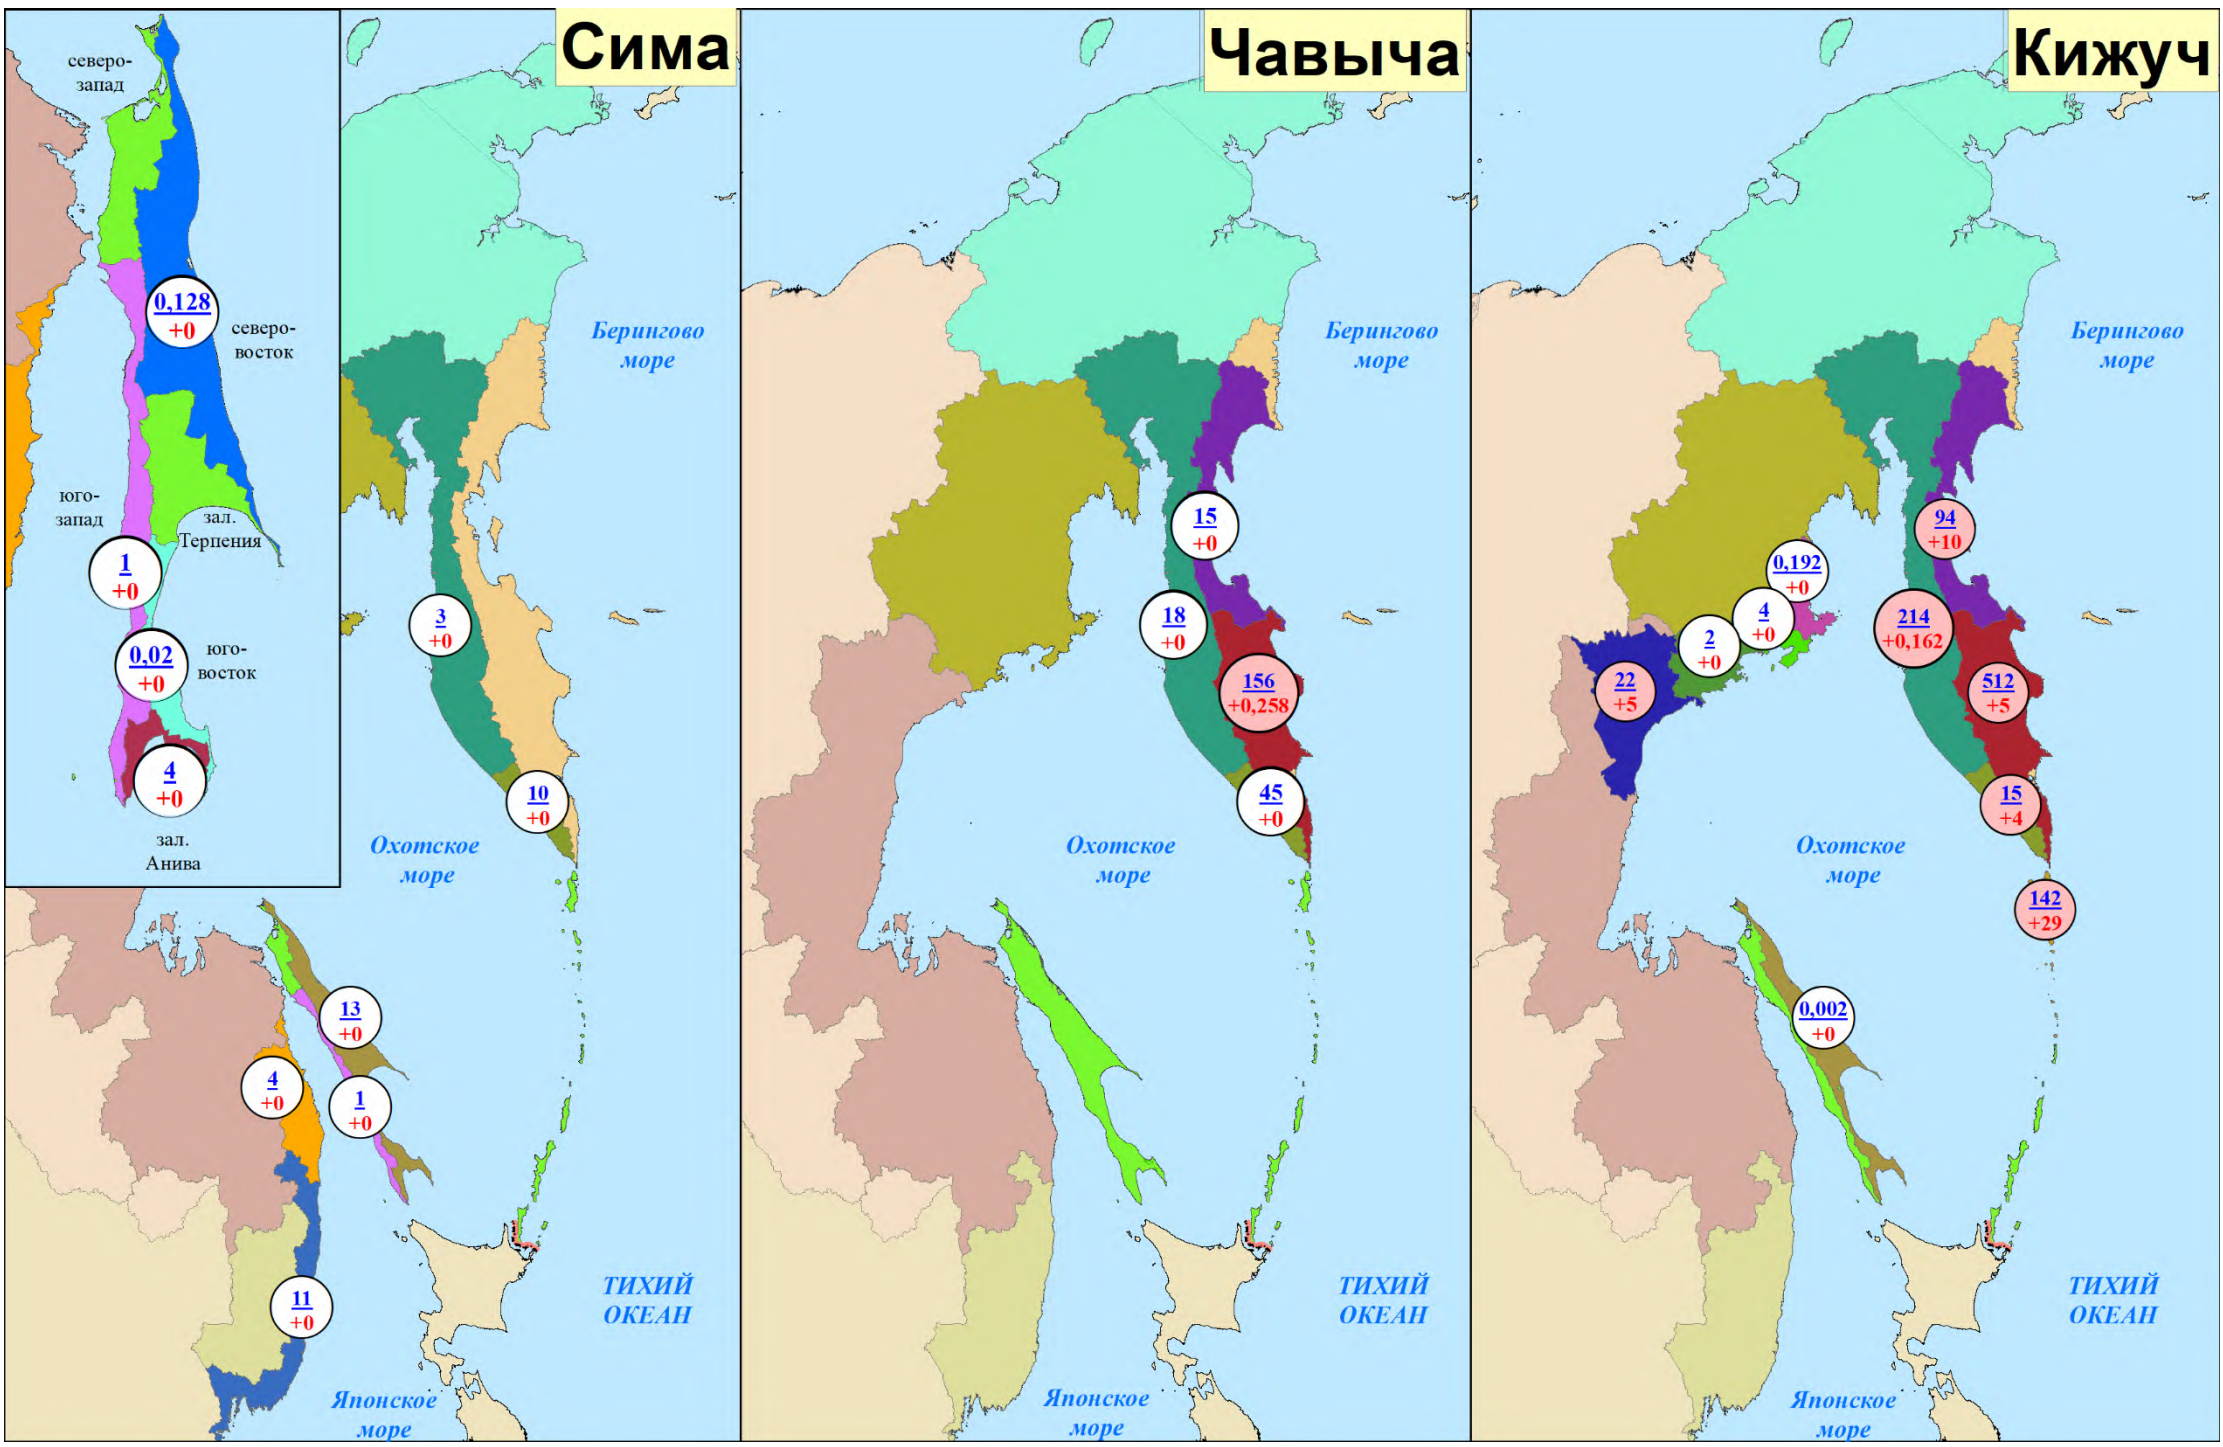 Сима
северо-
запад
0,128
+0
северо-
восток
юго-
запад
зал.
Терпения
1
+0
0,02
+0
юго-
восток
4
+0
зал.
Анива
Берингово
море
3
+0
10
+0
Охотское
море
13
+0
4
+0
1
+0
11
+0
ТИХИЙ
ОКЕАН
Японское
море
Чавыча
Берингово
море
15
+0
18
+0
156
+0,258
45
+0
Охотское
море
ТИХИЙ
ОКЕАН
Японское
море
Кижуч
Берингово
море
94
+10
0,192
+0
4
+0
2
+0
214
+0,162
22
+5
512
+5
15
+4
Охотское
море
142
+29
0,002
+0
ТИХИЙ
ОКЕАН
Японское
море